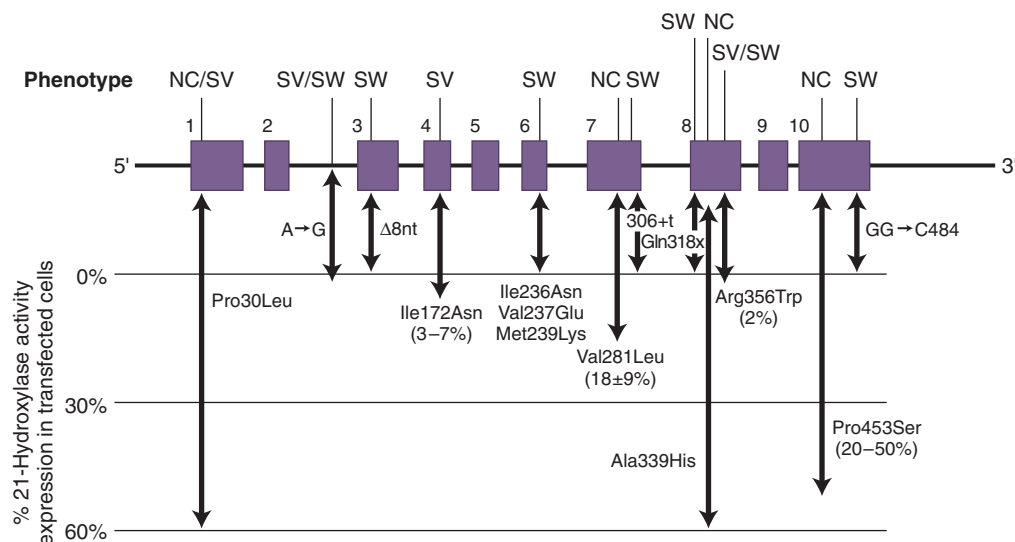 SW NC
SV/SW
Phenotype NC/SV SV/SW SW SV SW NC SW NC SW
1 2 3 4 5 6 7 8 9 10
5' 3'
A→G Δ8nt 306+t GG→C484
Gln318x
0%
Pro30Leu
Ile172Asn
(3–7%)
Ile236Asn
Val237Glu
Met239Lys
Val281Leu
(18±9%)
Arg356Trp
(2%)
30%
Ala339His
Pro453Ser
(20–50%)
60%
% 21-Hydroxylase activity
expression in transfected cells